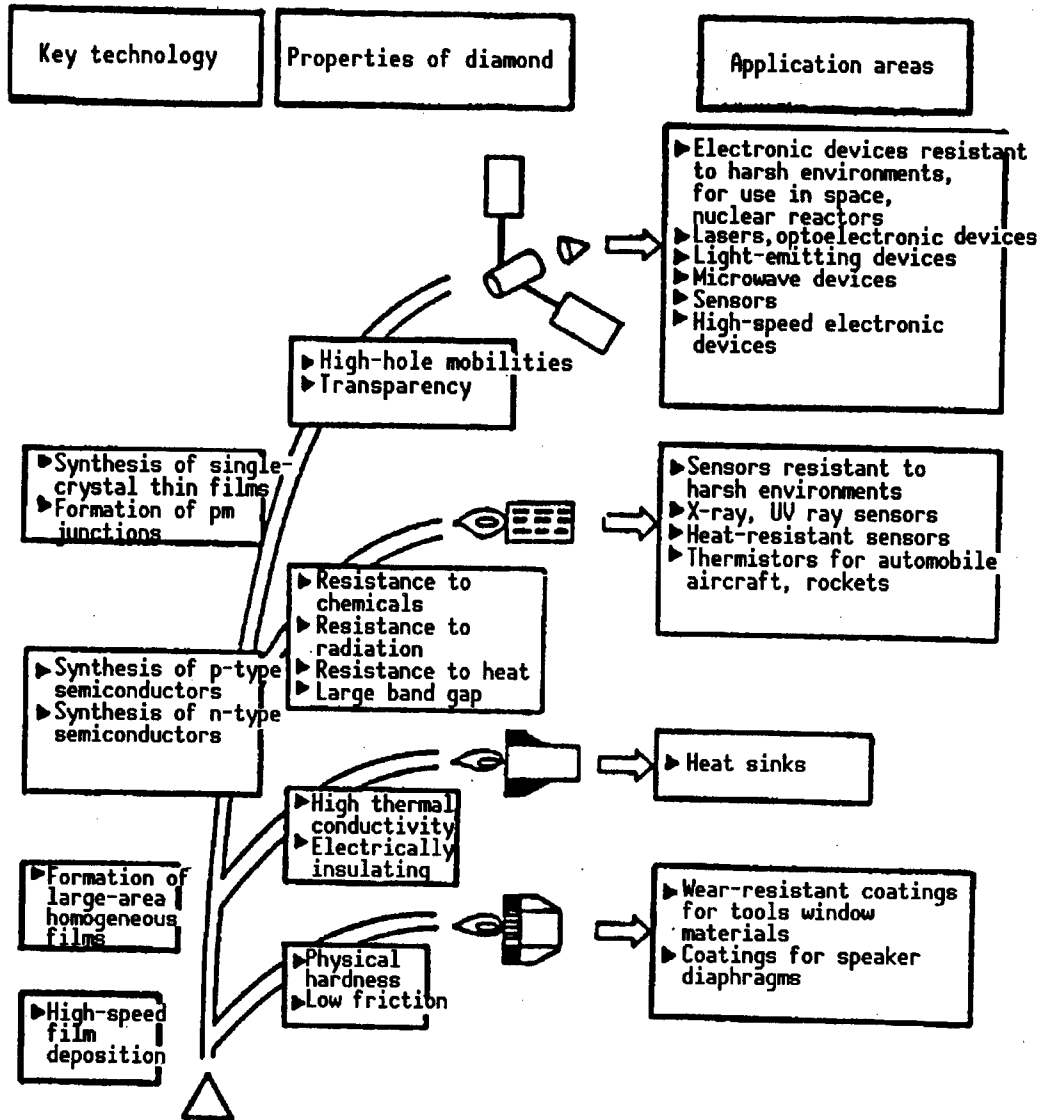 Key technology
Properties of diamond
Application areas
▶Electronic devices resistant
to harsh environments,
for use in space,
nuclear reactors
▶Lasers,optoelectronic devices
▶Light-emitting devices
▶Microwave devices
▶Sensors
▶High-speed electronic
devices
▶High-hole mobilities
▶Transparency
▶Synthesis of single-
crystal thin films
▶Formation of pm
junctions
▶Sensors resistant to
harsh environments
▶X-ray, UV ray sensors
▶Heat-resistant sensors
▶Thermistors for automobile
aircraft, rockets
▶Resistance to
chemicals
▶Resistance to
radiation
▶Resistance to heat
▶Large band gap
▶Synthesis of p-type
semiconductors
▶Synthesis of n-type
semiconductors
▶Heat sinks
▶High thermal
conductivity
▶Electrically
insulating
▶Formation of
large-area
homogeneous
films
▶Wear-resistant coatings
for tools window
materials
▶Coatings for speaker
diaphragms
▶Physical
hardness
▶Low friction
▶High-speed
film
deposition